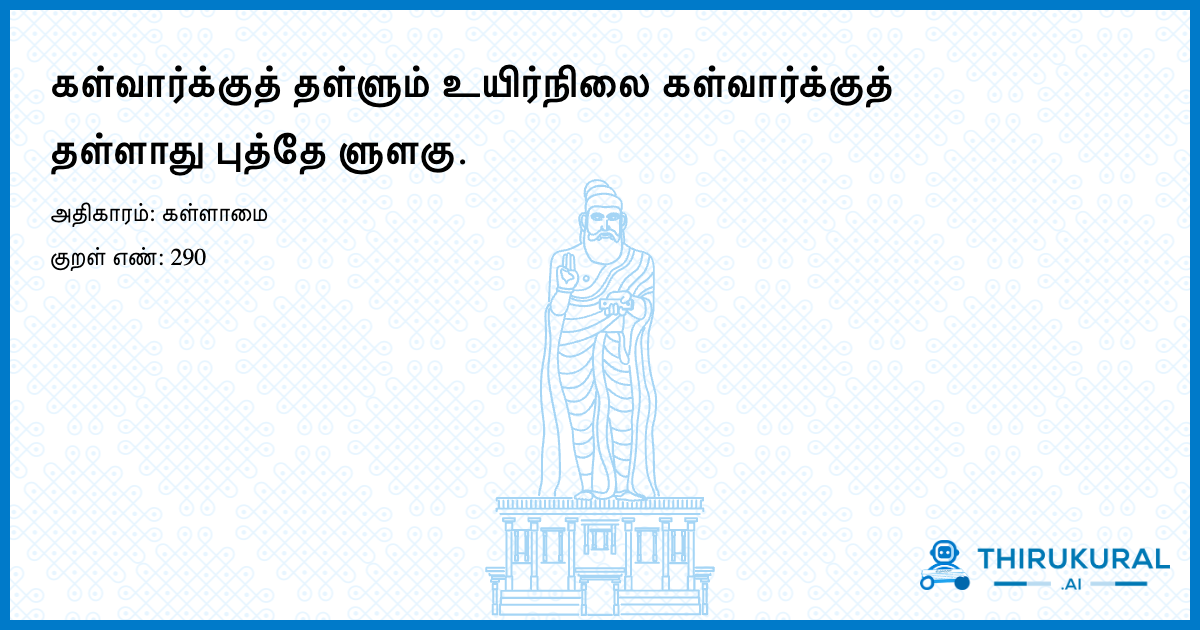 கள்வார்க்குத் தள்ளும் உயிர்நிலை கள்வார்க்குத்
தள்ளாது புத்தே ளுளகு.
அதிகாரம்: கள்ளாமை
குறள் எண்: 290
THIRUKURAL
.AI